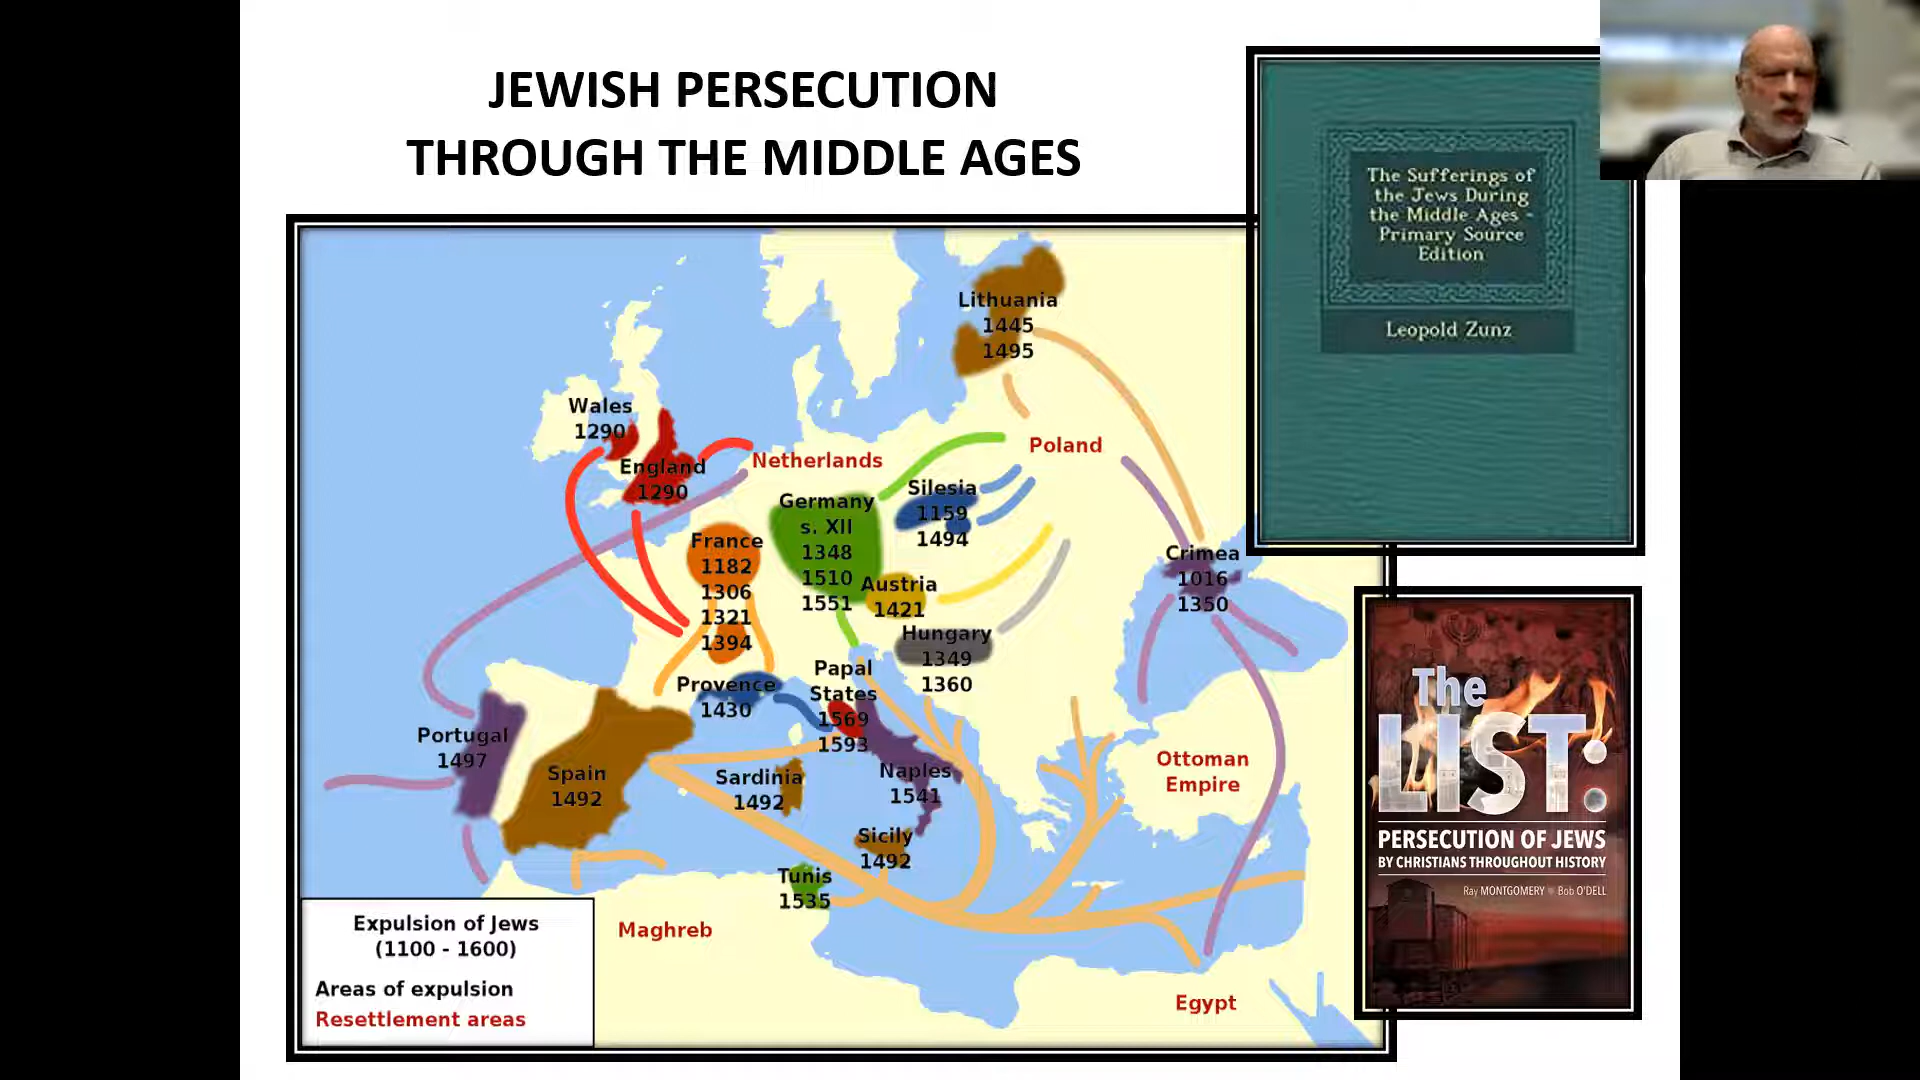 JEWISH PERSECUTION
THROUGH THE MIDDLE AGES
The Sufferings of
the Jews During
the Middle Ages -
Primary Source
Edition
Leopold Zunz
Lithuania
1445
1495
Wales
1290
England
1290
Netherlands
Poland
Germany
s. XII
1348
1510
1551
Silesia
1159
1494
France
1182
1306
1321
1394
Austria
1421
Crimea
1016
1350
Hungary
1349
1360
Papal
States
1569
1593
Provence
1430
Portugal
1497
Spain
1492
Sardinia
1492
Naples
1541
Ottoman
Empire
Sicily
1492
Tunis
1535
Maghreb
Egypt
Expulsion of Jews
(1100 - 1600)
Areas of expulsion
Resettlement areas
The
LIST:
PERSECUTION OF JEWS
BY CHRISTIANS THROUGHOUT HISTORY
Ray MONTGOMERY Bob O'DELL